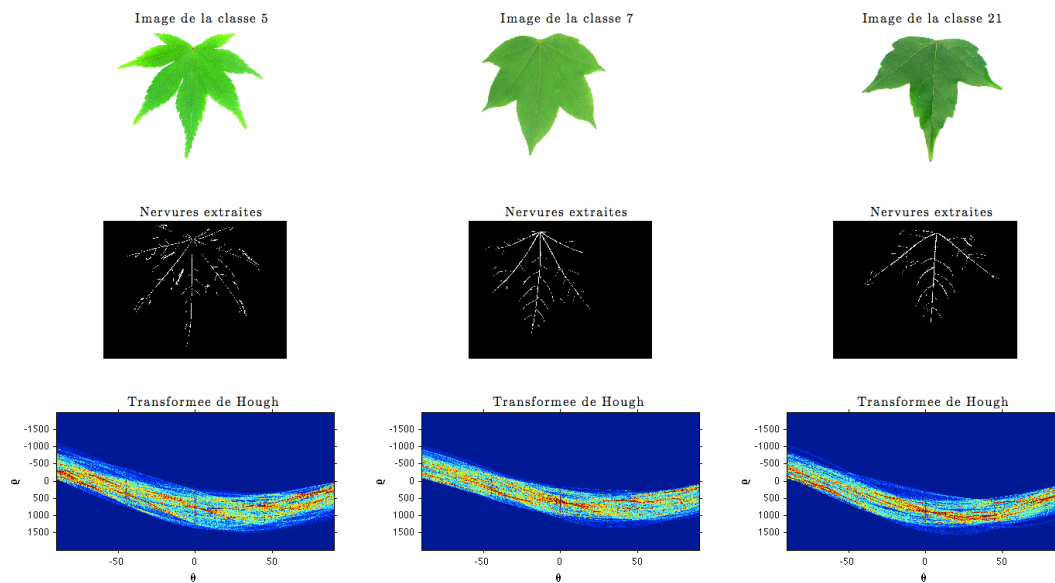 Image de la classe 5
Image de la classe 7
Image de la classe 21
Nervures extraites
Nervures extraites
Nervures extraites
Transformee de Hough
Transformee de Hough
Transformee de Hough
-1500
-1000
-500
0
500
1000
1500
ρ
-50
0
50
θ
-1500
-1000
-500
0
500
1000
1500
ρ
-50
0
50
θ
-1500
-1000
-500
0
500
1000
1500
ρ
-50
0
50
θ